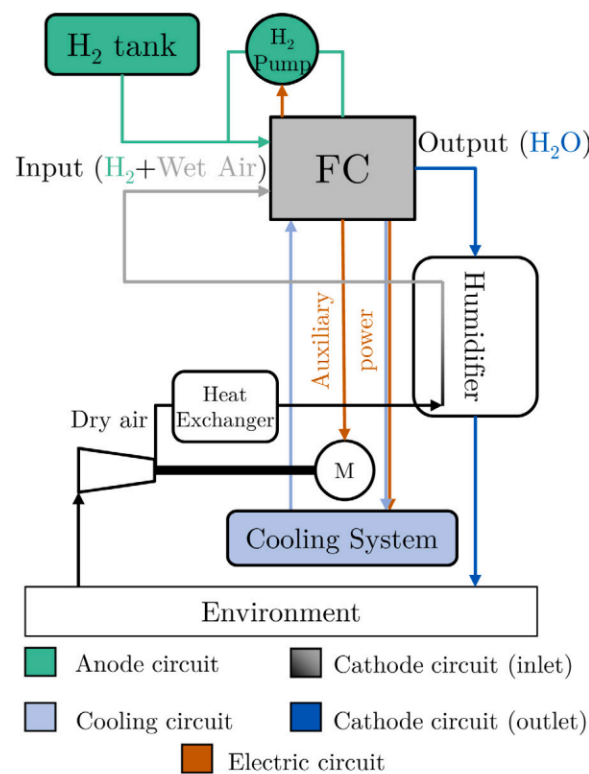 H₂ tank
H₂
Pump
Input (H₂+Wet Air)
FC
Output (H₂O)
Humidifier
Auxiliary
power
Heat
Exchanger
Dry air
M
Cooling System
Environment
Anode circuit
Cathode circuit (inlet)
Cooling circuit
Cathode circuit (outlet)
Electric circuit